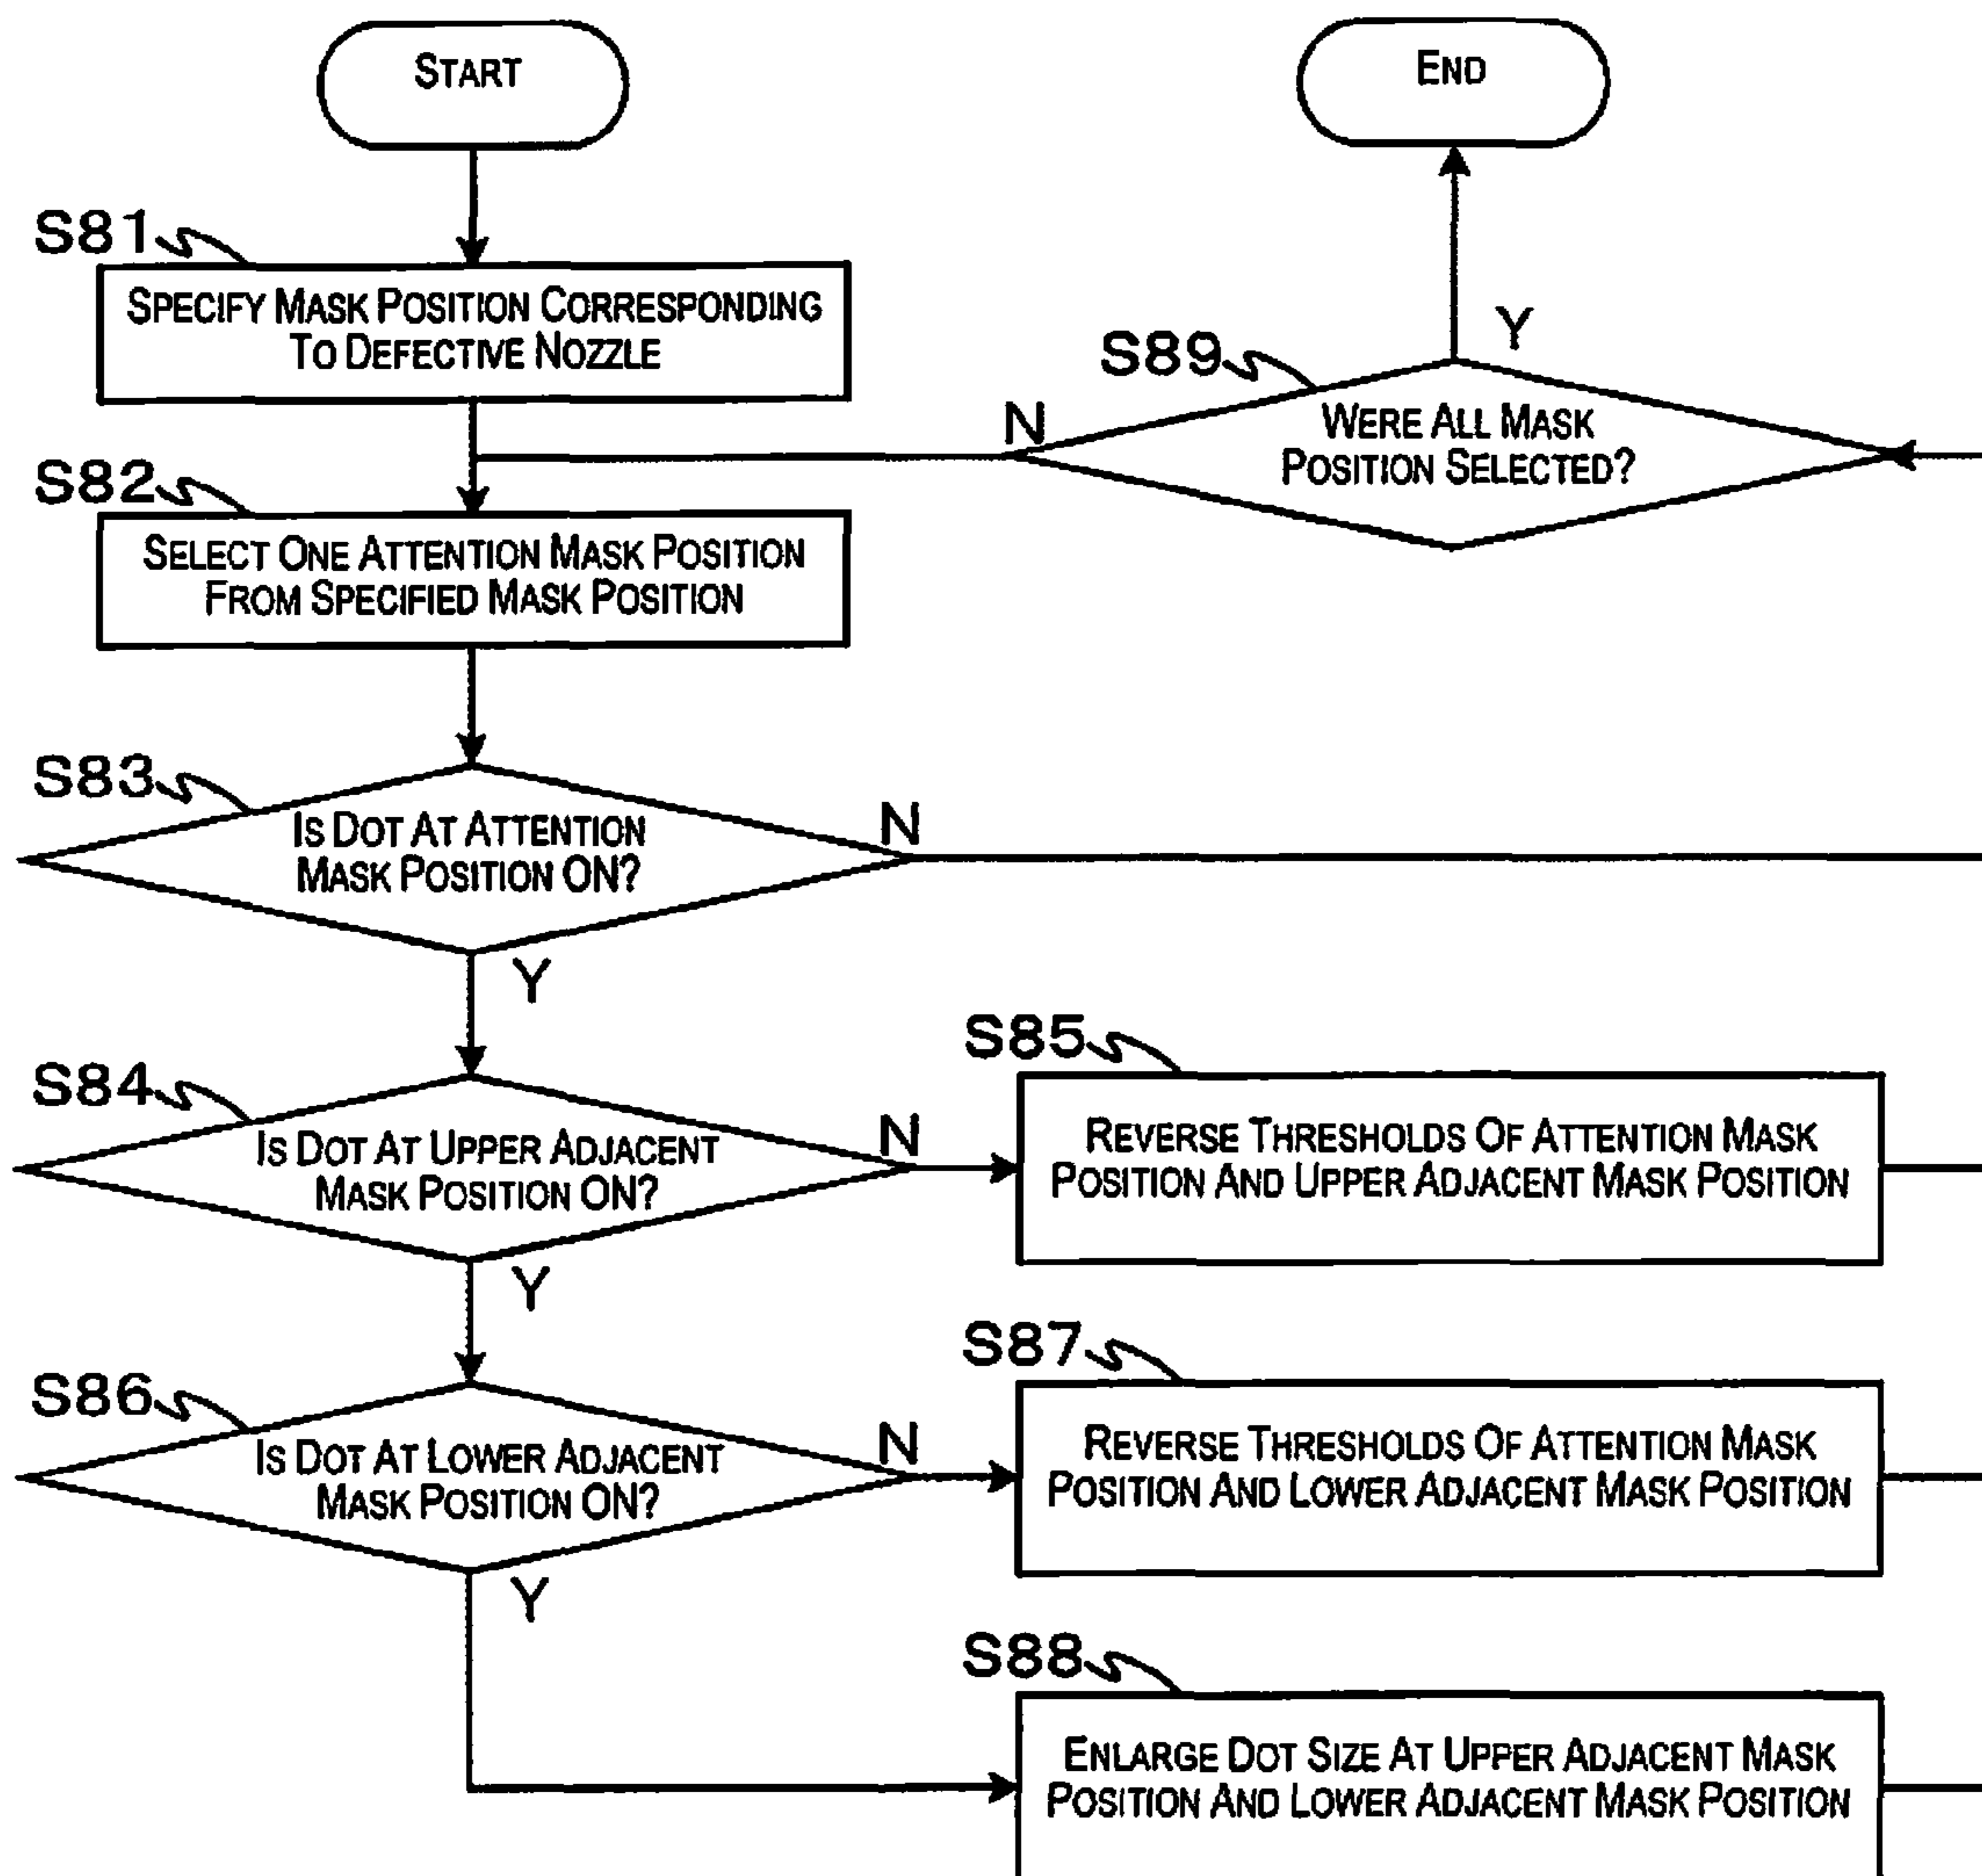 START
END
S81
SPECIFY MASK POSITION CORRESPONDING
TO DEFECTIVE NOZZLE
Y
S89
N
WERE ALL MASK
POSITION SELECTED?
S82
SELECT ONE ATTENTION MASK POSITION
FROM SPECIFIED MASK POSITION
S83
IS DOT AT ATTENTION
MASK POSITION ON?
N
Y
S84
IS DOT AT UPPER ADJACENT
MASK POSITION ON?
N
Y
S85
REVERSE THRESHOLDS OF ATTENTION MASK
POSITION AND UPPER ADJACENT MASK POSITION
S86
IS DOT AT LOWER ADJACENT
MASK POSITION ON?
N
Y
S87
REVERSE THRESHOLDS OF ATTENTION MASK
POSITION AND LOWER ADJACENT MASK POSITION
S88
ENLARGE DOT SIZE AT UPPER ADJACENT MASK
POSITION AND LOWER ADJACENT MASK POSITION